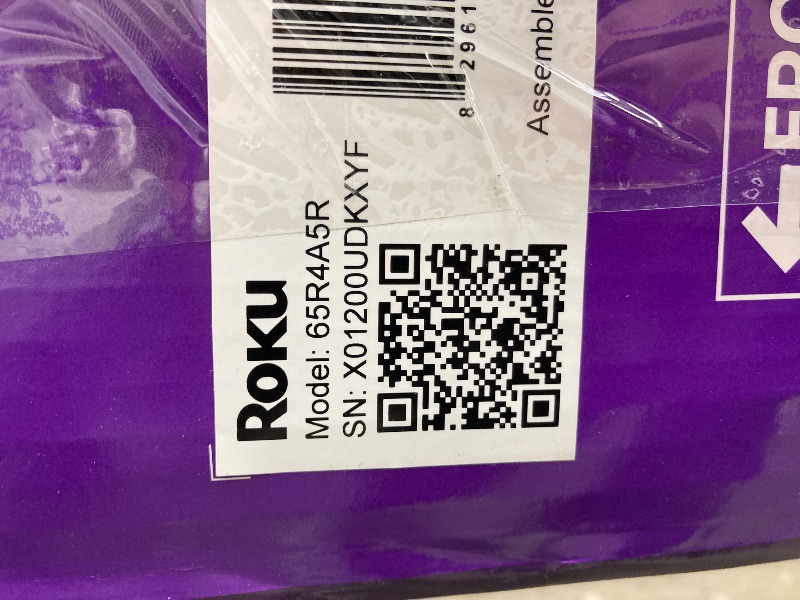 8 2961
Assemble
ROKU
Model: 65R4A5R
SN: X01200UDKXYF